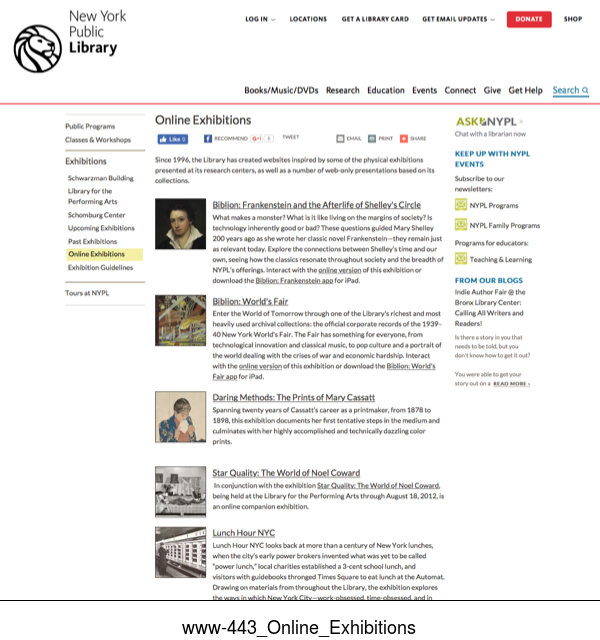 New York
Public
Library
LOG IN
LOCATIONS
GET A LIBRARY CARD
GET EMAIL UPDATES
DONATE
SHOP
Books/Music/DVDs
Research
Education
Events
Connect
Give
Get Help
Search
Public Programs
Classes & Workshops
Exhibitions
Schwarzman Building
Library for the
Performing Arts
Schomburg Center
Upcoming Exhibitions
Past Exhibitions
Online Exhibitions
Exhibition Guidelines
Tours at NYPL
Online Exhibitions
Like 0
RECOMMEND
TWEET
EMAIL
PRINT
SHARE
Since 1996, the Library has created websites inspired by some of the physical exhibitions
presented at its research centers, as well as a number of web-only presentations based on its
collections.
Biblion: Frankenstein and the Afterlife of Shelley's Circle
What makes a monster? What is it like living on the margins of society? Is
technology inherently good or bad? These questions guided Mary Shelley
200 years ago as she wrote her classic novel Frankenstein—they remain just
as relevant today. Explore the connections between Shelley's time and our
own, seeing how the classics resonate throughout society and the breadth of
NYPL's offerings. Interact with the online version of this exhibition or
download the Biblion: Frankenstein app for iPad.
Biblion: World's Fair
Enter the World of Tomorrow through one of the Library's richest and most
heavily used archival collections: the official corporate records of the 1939–
40 New York World's Fair. The Fair has something for everyone, from
technological innovation and classical music, to pop culture and a portrait of
the world dealing with the crises of war and economic hardship. Interact
with the online version of this exhibition or download the Biblion: World's
Fair app for iPad.
Daring Methods: The Prints of Mary Cassatt
Spanning twenty years of Cassatt's career as a printmaker, from 1878 to
1898, this exhibition documents her first tentative steps in the medium and
culminates with her highly accomplished and technically dazzling color
prints.
Star Quality: The World of Noel Coward
In conjunction with the exhibition Star Quality: The World of Noel Coward,
being held at the Library for the Performing Arts through August 18, 2012, is
an online companion exhibition.
Lunch Hour NYC
Lunch Hour NYC looks back at more than a century of New York lunches,
when the city's early power brokers invented what was yet to be called
"power lunch," local charities established a 3-cent school lunch, and
visitors with guidebooks thronged Times Square to eat lunch at the Automat.
Drawing on materials from throughout the Library, the exhibition explores
the ways in which New York City—work-obsessed, time-obsessed, and in
ASK NYPL
Chat with a librarian now
KEEP UP WITH NYPL
EVENTS
Subscribe to our
newsletters:
NYPL Programs
NYPL Family Programs
Programs for educators:
Teaching & Learning
FROM OUR BLOGS
Indie Author Fair @ the
Bronx Library Center:
Calling All Writers and
Readers!
Is there a story in you that
needs to be told, but you
don't know how to get it out?
You were able to get your
story out on a READ MORE ›
www-443_Online_Exhibitions